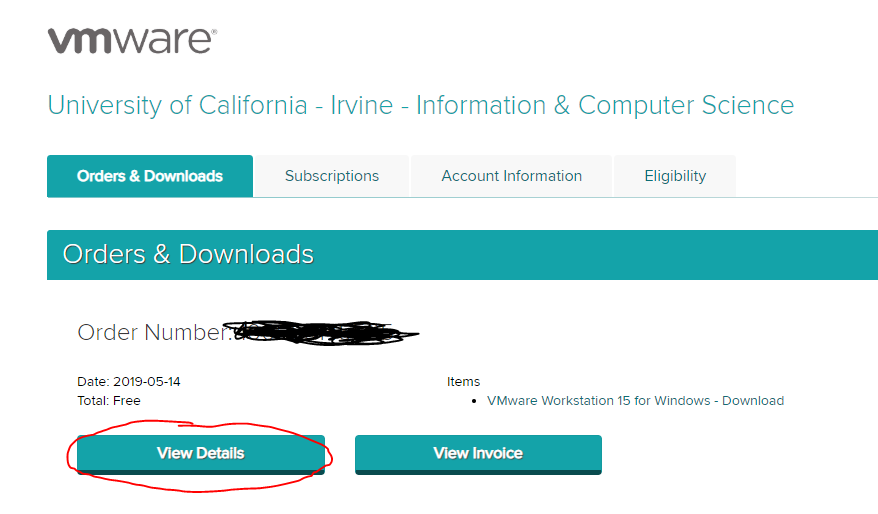 vmware®
University of California - Irvine - Information & Computer Science
Orders & Downloads Subscriptions Account Information Eligibility
Orders & Downloads
Order Number:
Date: 2019-05-14
Total: Free
Items
• VMware Workstation 15 for Windows - Download
View Details View Invoice